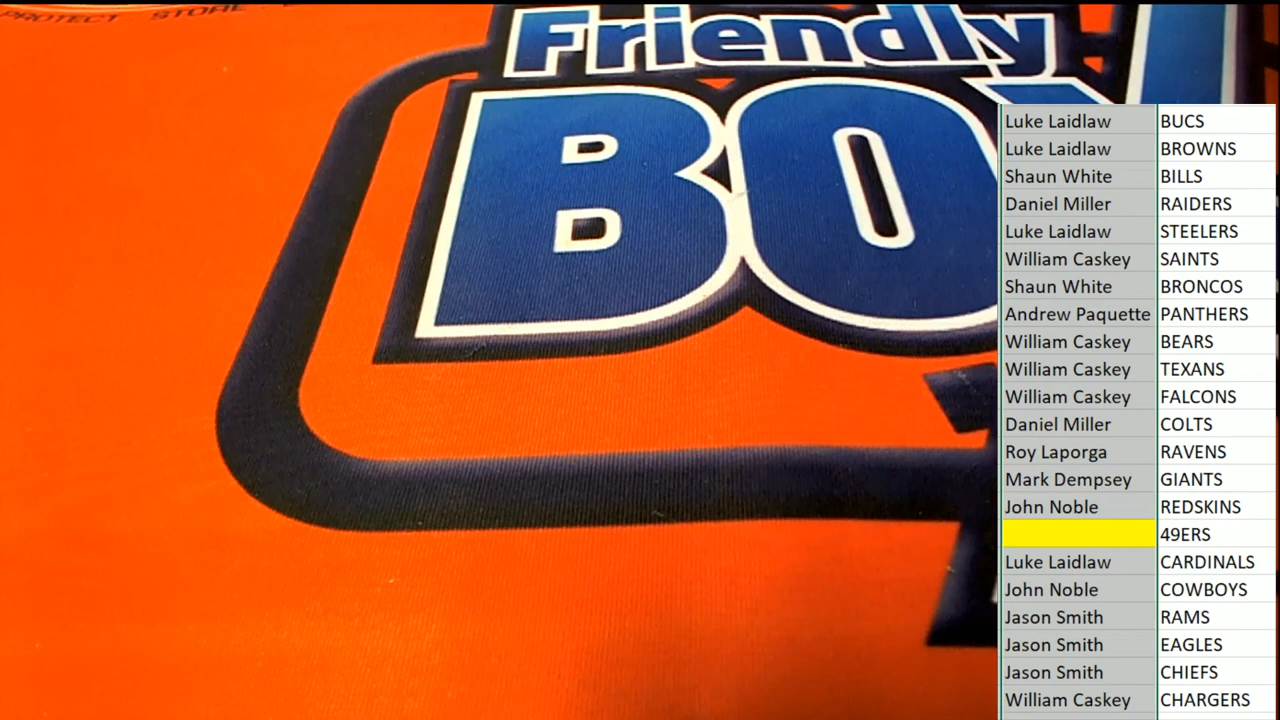 PROTECT STORE
Friendly
BO
Luke Laidlaw BUCS
Luke Laidlaw BROWNS
Shaun White BILLS
Daniel Miller RAIDERS
Luke Laidlaw STEELERS
William Caskey SAINTS
Shaun White BRONCOS
Andrew Paquette PANTHERS
William Caskey BEARS
William Caskey TEXANS
William Caskey FALCONS
Daniel Miller COLTS
Roy Laporga RAVENS
Mark Dempsey GIANTS
John Noble REDSKINS
49ERS
Luke Laidlaw CARDINALS
John Noble COWBOYS
Jason Smith RAMS
Jason Smith EAGLES
Jason Smith CHIEFS
William Caskey CHARGERS